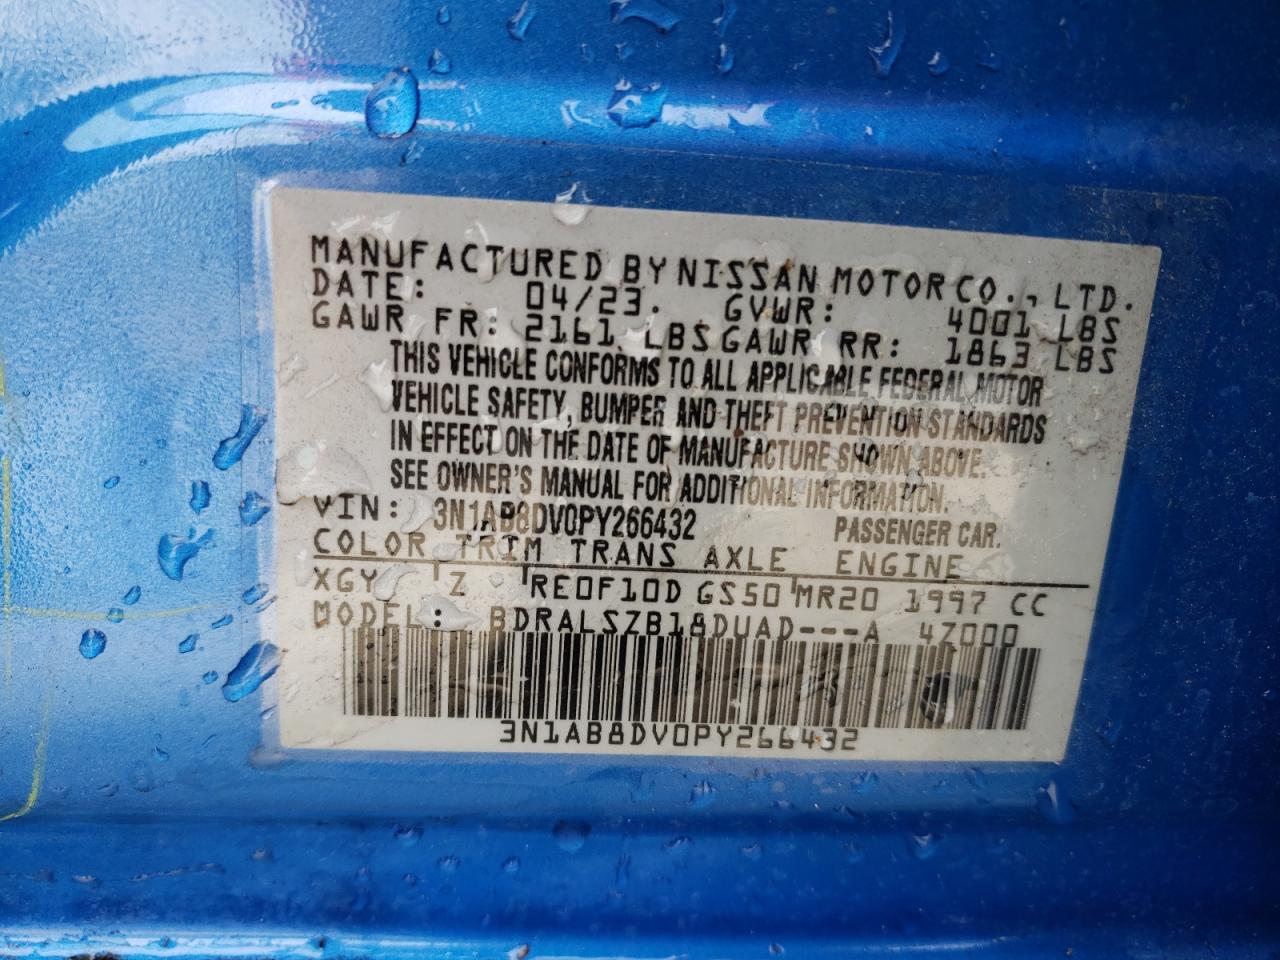 MANUFACTURED BY NISSAN MOTOR CO., LTD.
DATE: 04/23. GVWR: 4001 LBS
GAWR FR: 2161 LBS GAWR RR: 1863 LBS
THIS VEHICLE CONFORMS TO ALL APPLICABLE FEDERAL MOTOR
VEHICLE SAFETY, BUMPER AND THEFT PREVENTION STANDARDS
IN EFFECT ON THE DATE OF MANUFACTURE SHOWN ABOVE.
SEE OWNER'S MANUAL FOR ADDITIONAL INFORMATION.
VIN: 3N1AB8DV0PY266432 PASSENGER CAR.
COLOR TRIM TRANS AXLE ENGINE
XGY Z RE0F10D GS50 MR20 1997 CC
MODEL: BDRALSZB18DUAD---A 4Z000
3N1AB8DV0PY266432